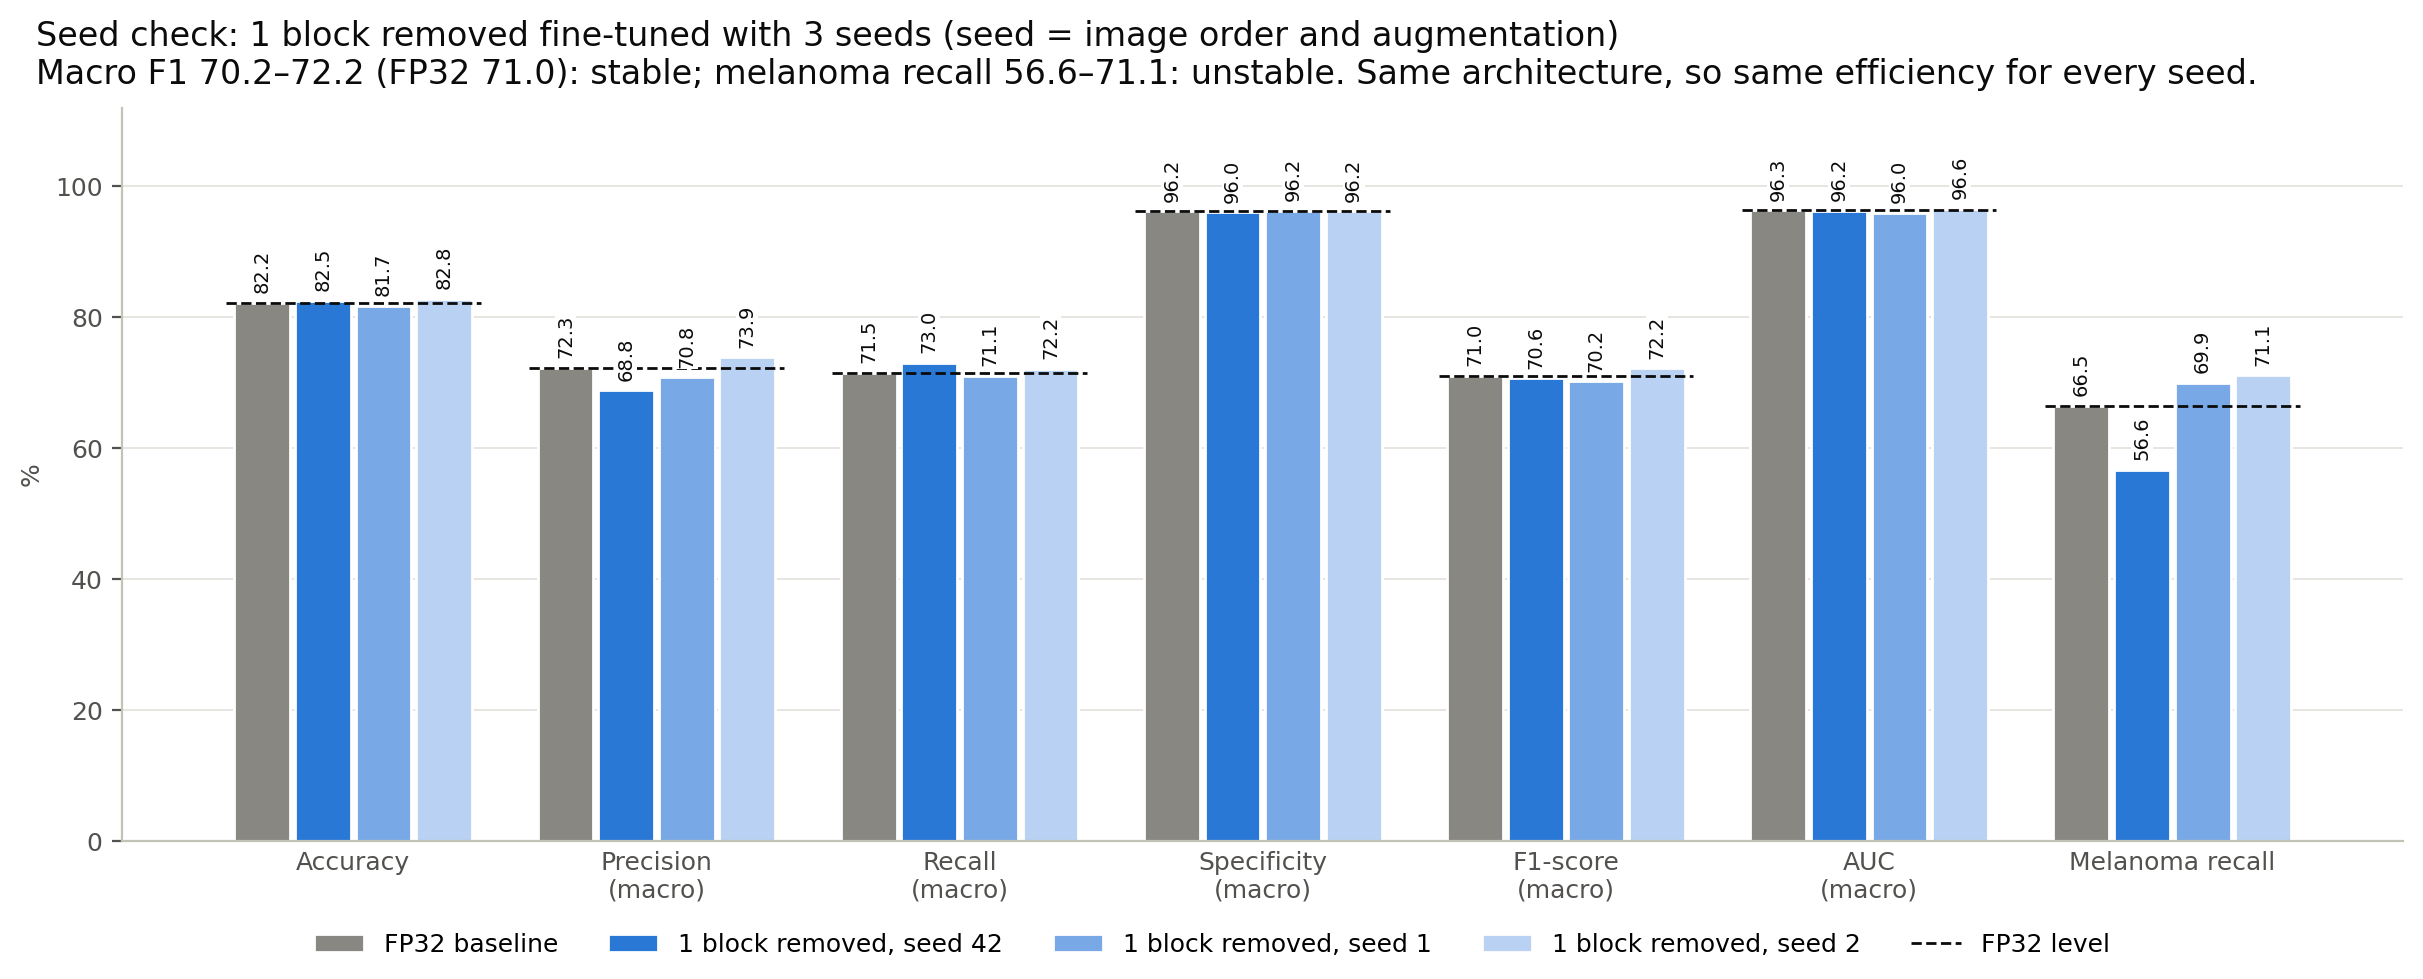 Seed check: 1 block removed fine-tuned with 3 seeds (seed = image order and augmentation)
Macro F1 70.2–72.2 (FP32 71.0): stable; melanoma recall 56.6–71.1: unstable. Same architecture, so same efficiency for every seed.
%
100
80
60
40
20
0
82.2
82.5
81.7
82.8
72.3
68.8
70.8
73.9
71.5
73.0
71.1
72.2
96.2
96.0
96.2
96.2
71.0
70.6
70.2
72.2
96.3
96.2
96.0
96.6
66.5
56.6
69.9
71.1
Accuracy
Precision
(macro)
Recall
(macro)
Specificity
(macro)
F1-score
(macro)
AUC
(macro)
Melanoma recall
FP32 baseline
1 block removed, seed 42
1 block removed, seed 1
1 block removed, seed 2
FP32 level